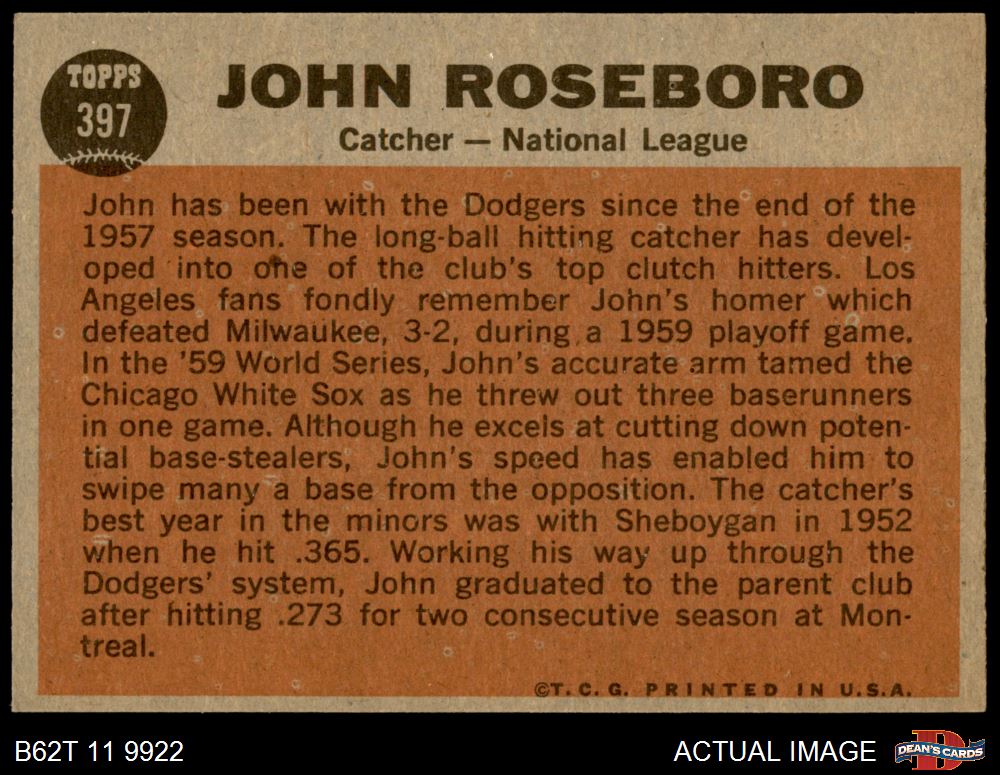 TOPPS
397
JOHN ROSEBORO
Catcher — National League
John has been with the Dodgers since the end of the
1957 season. The long-ball hitting catcher has devel-
oped into one of the club's top clutch hitters. Los
Angeles fans fondly remember John's homer which
defeated Milwaukee, 3-2, during a 1959 playoff game.
In the '59 World Series, John's accurate arm tamed the
Chicago White Sox as he threw out three baserunners
in one game. Although he excels at cutting down poten-
tial base-stealers, John's speed has enabled him to
swipe many a base from the opposition. The catcher's
best year in the minors was with Sheboygan in 1952
when he hit .365. Working his way up through the
Dodgers' system, John graduated to the parent club
after hitting .273 for two consecutive season at Mon-
treal.
©T. C. G. PRINTED IN U.S.A.
B62T 11 9922
ACTUAL IMAGE
D
DEAN'S CARDS